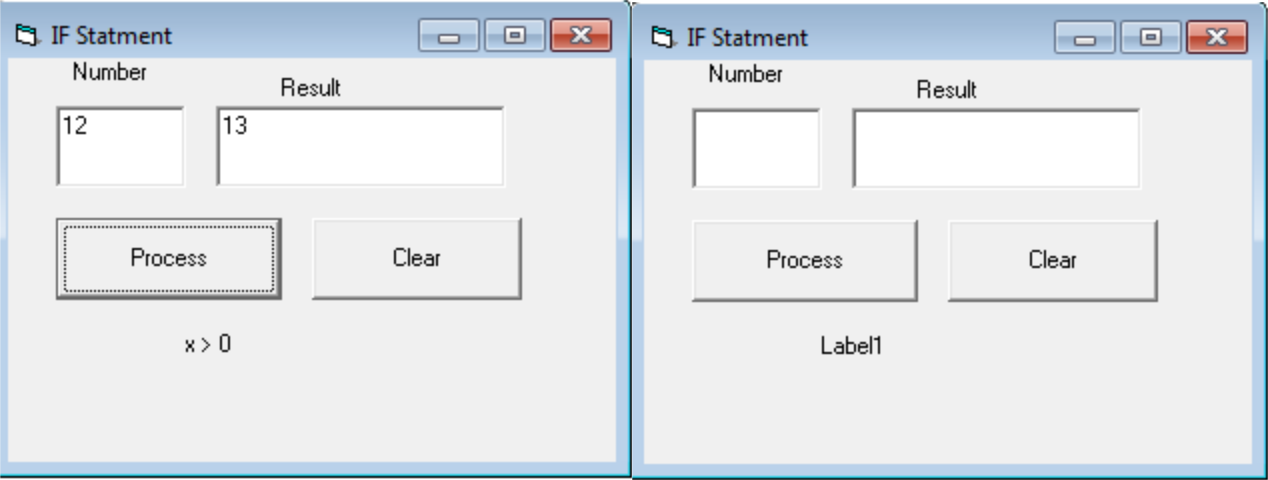 IF Statment
Number
Result
12
13
Process
Clear
x > 0
IF Statment
Number
Result
Process
Clear
Label1